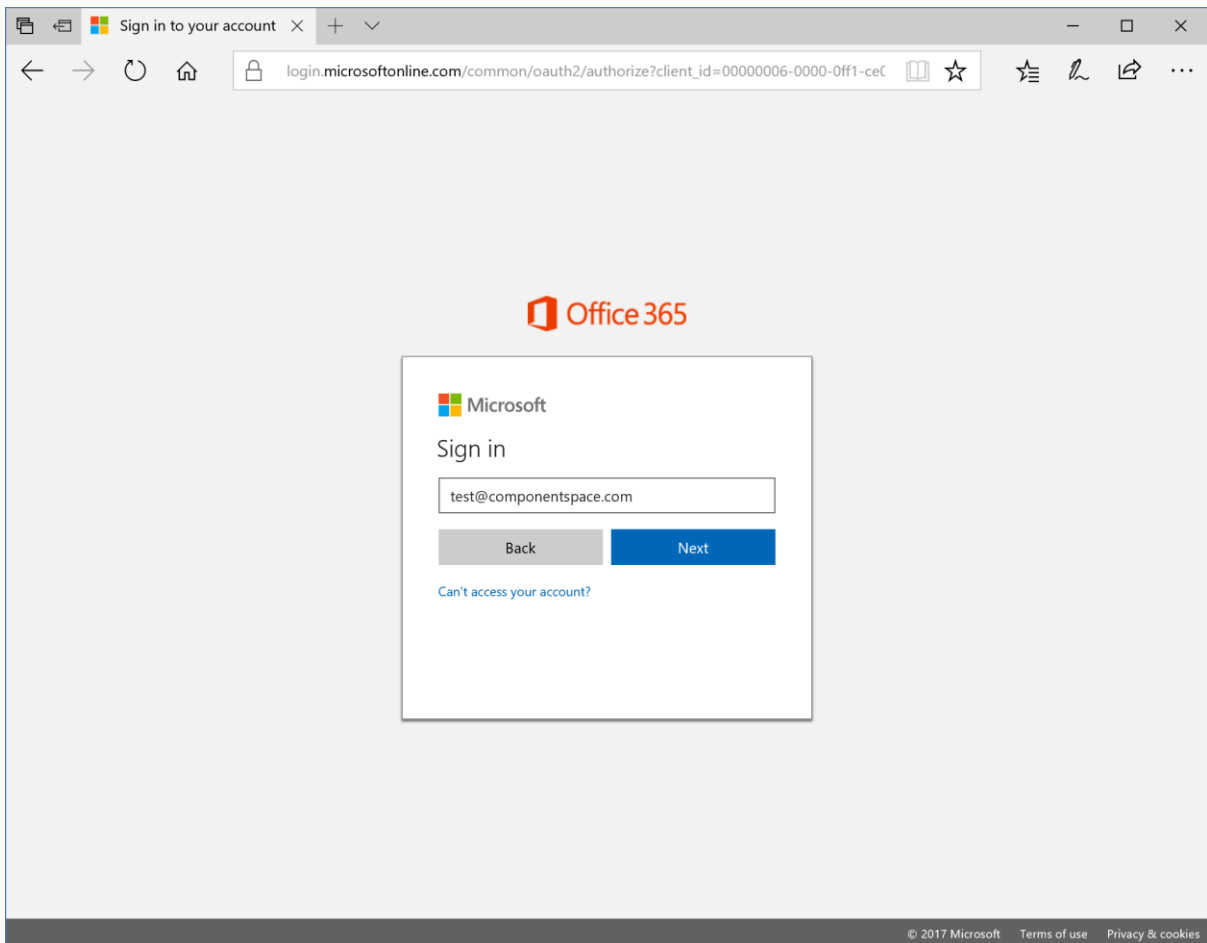 Sign in to your account
login.microsoftonline.com/common/oauth2/authorize?client_id=00000006-0000-0ff1-ce0
Office 365
Microsoft
Sign in
test@componentspace.com
Back Next
Can't access your account?
© 2017 Microsoft Terms of use Privacy & cookies